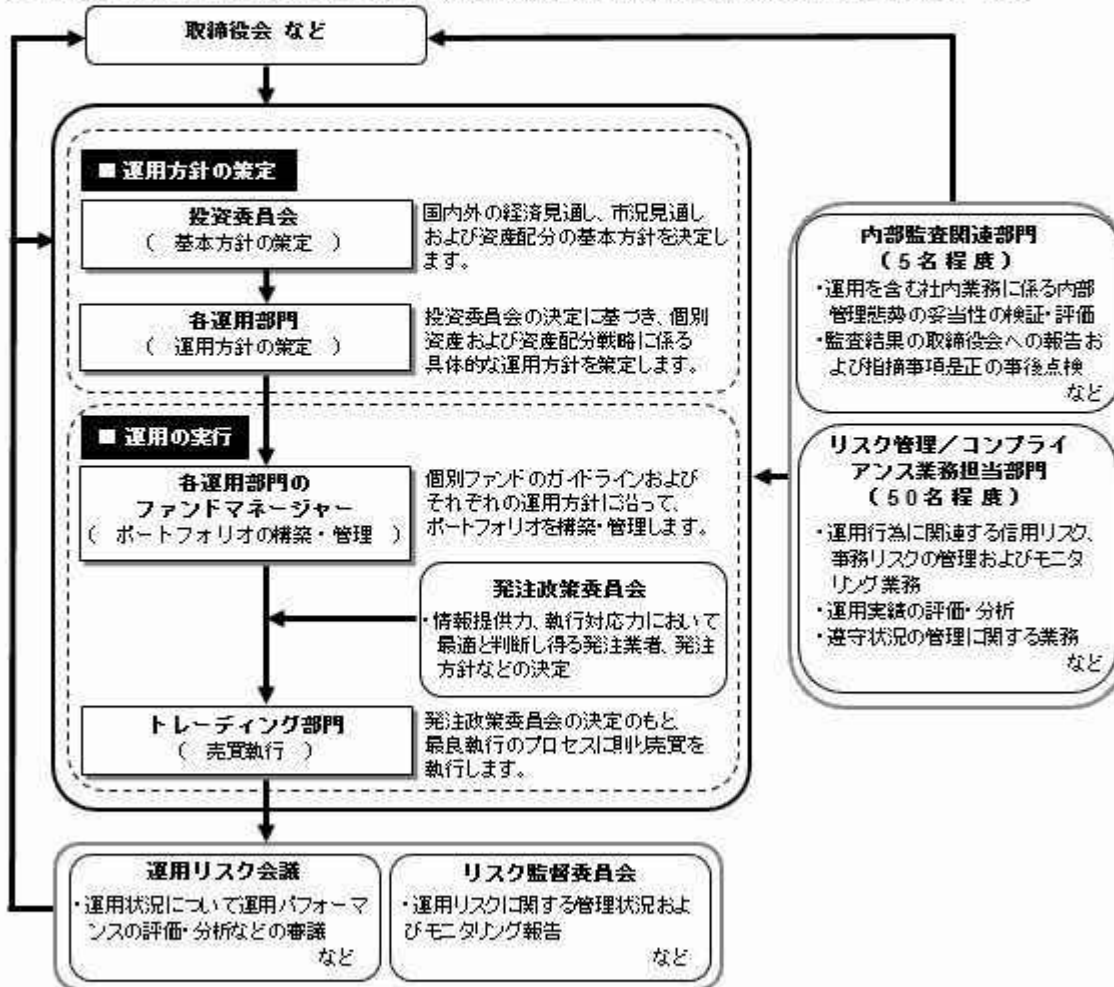 取締役会 など
■ 運用方針の策定
投資委員会
( 基本方針の策定 )
国内外の経済見通し、市況見通し
および資産配分の基本方針を決定し
ます。
各運用部門
( 運用方針の策定 )
投資委員会の決定に基づき、個別
資産および資産配分戦略に係る
具体的な運用方針を策定します。
■ 運用の実行
各運用部門の
ファンドマネージャー
( ポートフォリオの構築・管理 )
個別ファンドのガイドラインおよび
それぞれの運用方針に沿って、
ポートフォリオを構築・管理します。
発注政策委員会
・情報提供力、執行対応力において
最適と判断し得る発注業者、発注
方針などの決定
トレーディング部門
( 売買執行 )
発注政策委員会の決定のもと
最良執行のプロセスに則り売買を
執行します。
内部監査関連部門
(5名程度)
・運用を含む社内業務に係る内部
管理態勢の妥当性の検証・評価
・監査結果の取締役会への報告お
よび指摘事項是正の事後点検
など
リスク管理/コンプライ
アンス業務担当部門
(50名程度)
・運用行為に関連する信用リスク、
事務リスクの管理およびモニタ
リング業務
・運用実績の評価・分析
・遵守状況の管理に関する業務
など
運用リスク会議
・運用状況について運用パフォーマ
ンスの評価・分析などの審議
など
リスク監督委員会
・運用リスクに関する管理状況およ
びモニタリング報告
など